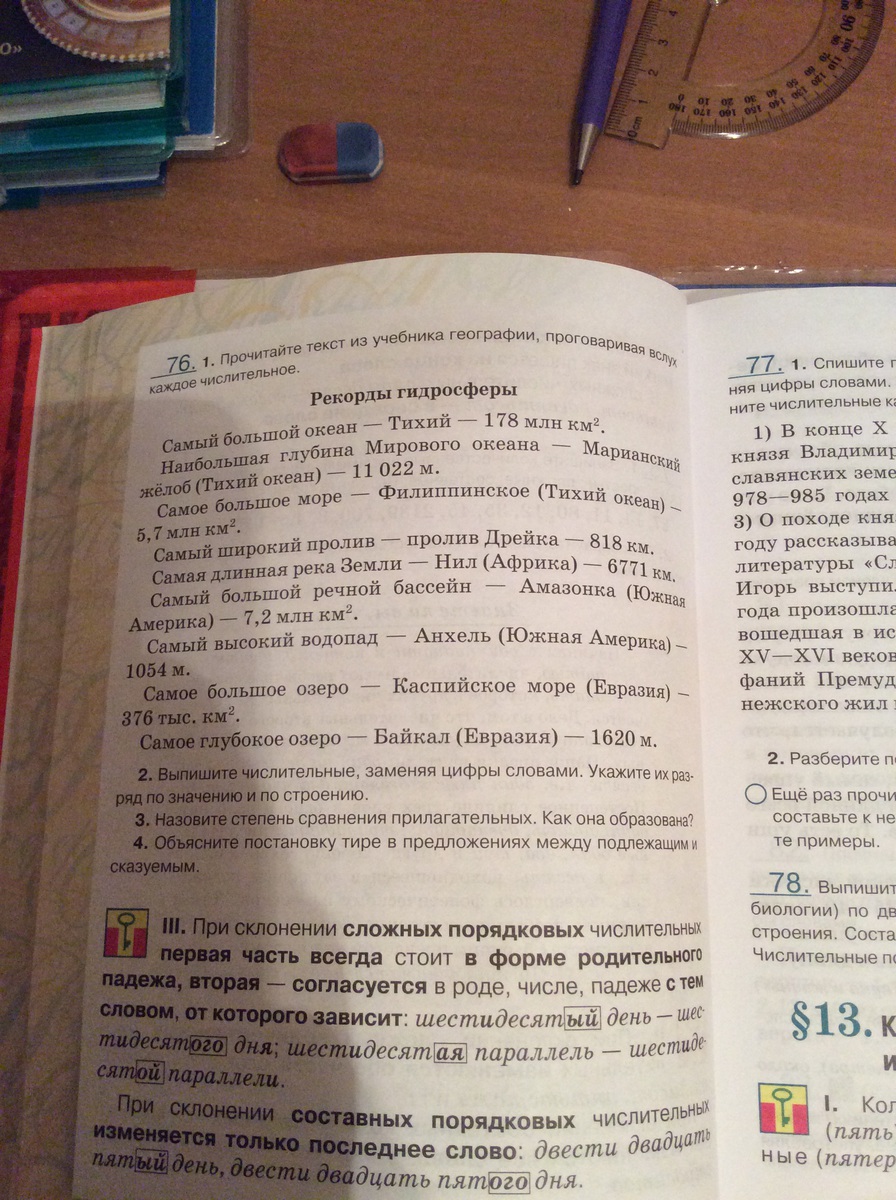 о»
76. 1. Прочитайте текст из учебника географии, проговаривая вслух
каждое числительное.
Рекорды гидросферы
Самый большой океан — Тихий — 178 млн км².
Наибольшая глубина Мирового океана — Марианский
жёлоб (Тихий океан) — 11 022 м.
Самое большое море — Филиппинское (Тихий океан) —
5,7 млн км².
Самый широкий пролив — пролив Дрейка — 818 км.
Самая длинная река Земли — Нил (Африка) — 6771 км.
Самый большой речной бассейн — Амазонка (Южная
Америка) — 7,2 млн км².
Самый высокий водопад — Анхель (Южная Америка) —
1054 м.
Самое большое озеро — Каспийское море (Евразия) —
376 тыс. км².
Самое глубокое озеро — Байкал (Евразия) — 1620 м.
2. Выпишите числительные, заменяя цифры словами. Укажите их раз-
ряд по значению и по строению.
3. Назовите степень сравнения прилагательных. Как она образована?
4. Объясните постановку тире в предложениях между подлежащим и
сказуемым.
III. При склонении сложных порядковых числительных
первая часть всегда стоит в форме родительного
падежа, вторая — согласуется в роде, числе, падеже с тем
словом, от которого зависит: шестидесятый день — шес-
тидесятого дня; шестидесятая параллель — шестиде-
сятой параллели.
При склонении составных порядковых числительных
изменяется только последнее слово: двести двадцать
пятый день, двести двадцать пятого дня.
77. 1. Спишите
няя цифры словами.
ните числительные
1) В конце X
князя Владимир
славянских земе
978—985 годах
3) О походе кня
году рассказыва
литературы «Сл
Игорь выступил
года произошла
вошедшая в ис
XV—XVI веков
фаний Премуд
нежского жил
2. Разберите
Ещё раз прочи
составьте к не
те примеры.
78. Выпишит
биологии) по дв
строения. Соста
Числительные по
§13. К
и
I. Кол
(пять)
ные (пятер